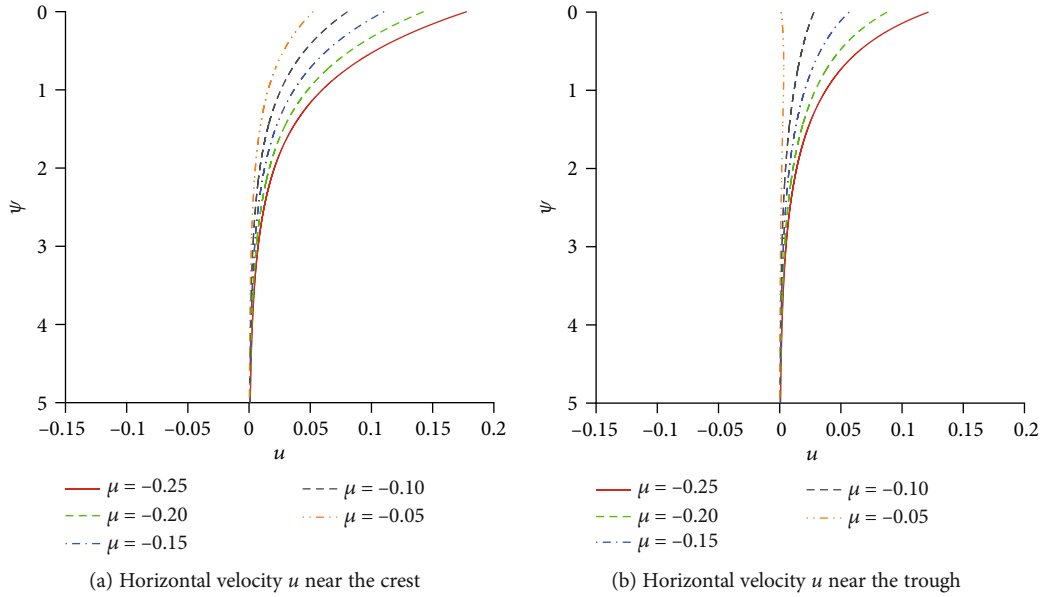 0
1
2
3
4
5
ψ
−0.15 −0.10 −0.05 0 0.05 0.1 0.15 0.2
u
μ = −0.25
μ = −0.20
μ = −0.15
μ = −0.10
μ = −0.05
(a) Horizontal velocity u near the crest
0
1
2
3
4
5
ψ
−0.15 −0.10 −0.05 0 0.05 0.1 0.15 0.2
u
μ = −0.25
μ = −0.20
μ = −0.15
μ = −0.10
μ = −0.05
(b) Horizontal velocity u near the trough